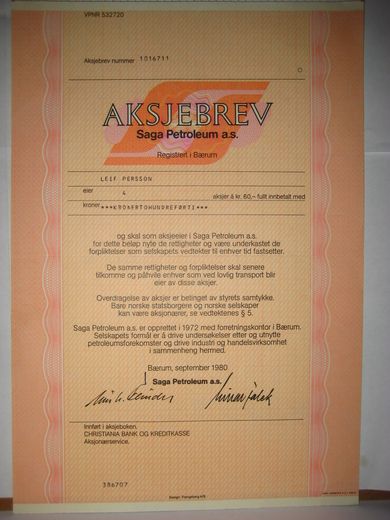 VPNR 532720
Aksjebrev nummer 1016711
AKSJEBREV
Saga Petroleum a.s.
Registrert i Bærum
LEIF PERSSON
eier 4 aksjer à kr. 60,– fullt innbetalt med
kroner ***KRONERTOHUNDREFØRTI***
og skal som aksjeeier i Saga Petroleum a.s.
for dette beløp nyte de rettigheter og være underkastet de
forpliktelser som selskapets vedtekter til enhver tid fastsetter.
De samme rettigheter og forpliktelser skal senere
tilkomme og påhvile enhver som ved lovlig transport blir
eier av disse aksjer.
Overdragelse av aksjer er betinget av styrets samtykke.
Bare norske statsborgere og norske selskaper
kan være aksjonærer, se vedtektenes § 5.
Saga Petroleum a.s. er opprettet i 1972 med forretningskontor i Bærum.
Selskapets formål er å drive undersøkelser etter og utnytte
petroleumsforekomster og drive industri og handelsvirksomhet
i sammenheng hermed.
Bærum, september 1980
Saga Petroleum a.s.
Innført i aksjeboken.
CHRISTIANIA BANK OG KREDITKASSE
Aksjonærservice.
386707